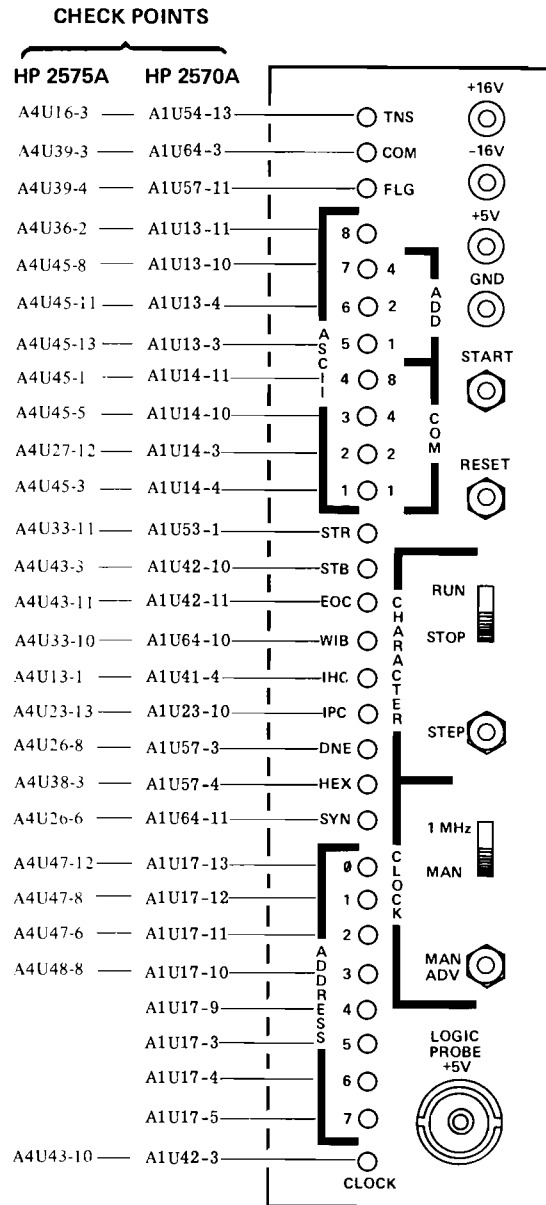 CHECK POINTS
HP 2575A HP 2570A
+16V
A4U16-3 A1U54-13 TNS
-16V
A4U39-3 A1U64-3 COM
A4U39-4 A1U57-11 FLG
+5V
A4U36-2 A1U13-11 8
A4U45-8 A1U13-10 7 4
GND
A4U45-11 A1U13-4 6 2
ADD
A4U45-13 A1U13-3 5 1
ASCII
START
A4U45-1 A1U14-11 4 8
A4U45-5 A1U14-10 3 4
COM
A4U27-12 A1U14-3 2 2
RESET
A4U45-3 A1U14-4 1 1
A4U33-11 A1U53-1 STR
A4U43-3 A1U42-10 STB
RUN
A4U43-11 A1U42-11 EOC
CHARACTER
A4U33-10 A1U64-10 WIB
STOP
A4U13-1 A1U41-4 IHC
A4U23-13 A1U23-10 IPC
STEP
A4U26-8 A1U57-3 DNE
A4U38-3 A1U57-4 HEX
A4U26-6 A1U64-11 SYN
1 MHz
A4U47-12 A1U17-13 0
MAN
CLOCK
A4U47-8 A1U17-12 1
A4U47-6 A1U17-11 2
MAN
ADV
A4U48-8 A1U17-10 3
ADDRESS
A1U17-9 4
A1U17-3 5
LOGIC
PROBE
+5V
A1U17-4 6
A1U17-5 7
A4U43-10 A1U42-3
CLOCK